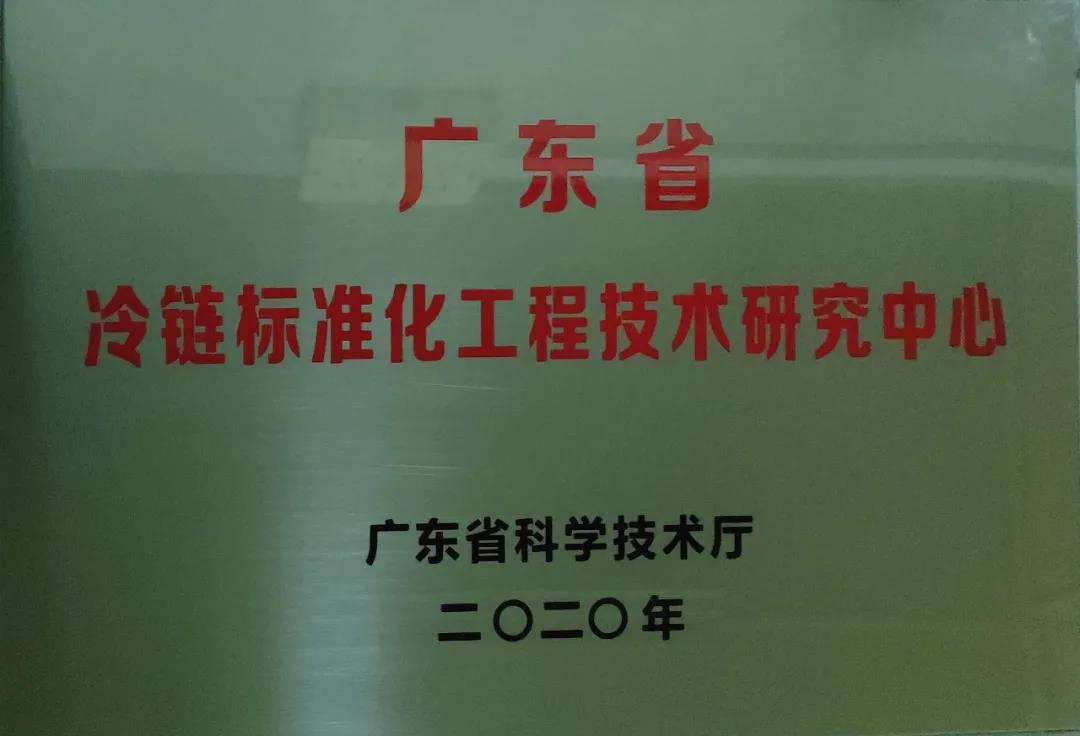 广东省
冷链标准化工程技术研究中心
广东省科学技术厅
二〇二〇年